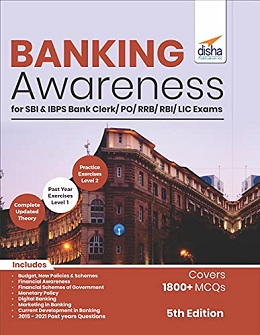 BANKING
Awareness
for SBI & IBPS Bank Clerk/ PO/ RRB/ RBI/ LIC Exams
disha
Complete
Updated
Theory
Past Year
Exercises
Level 1
Practice
Exercises
Level 2
Includes
• Budget, New Policies & Schemes
• Financial Awareness
• Financial Schemes of Government
• Monetary Policy
• Digital Banking
• Marketing in Banking
• Current Development in Banking
• 2015 - 2021 Past years Questions
Covers
1800+ MCQs
5th Edition